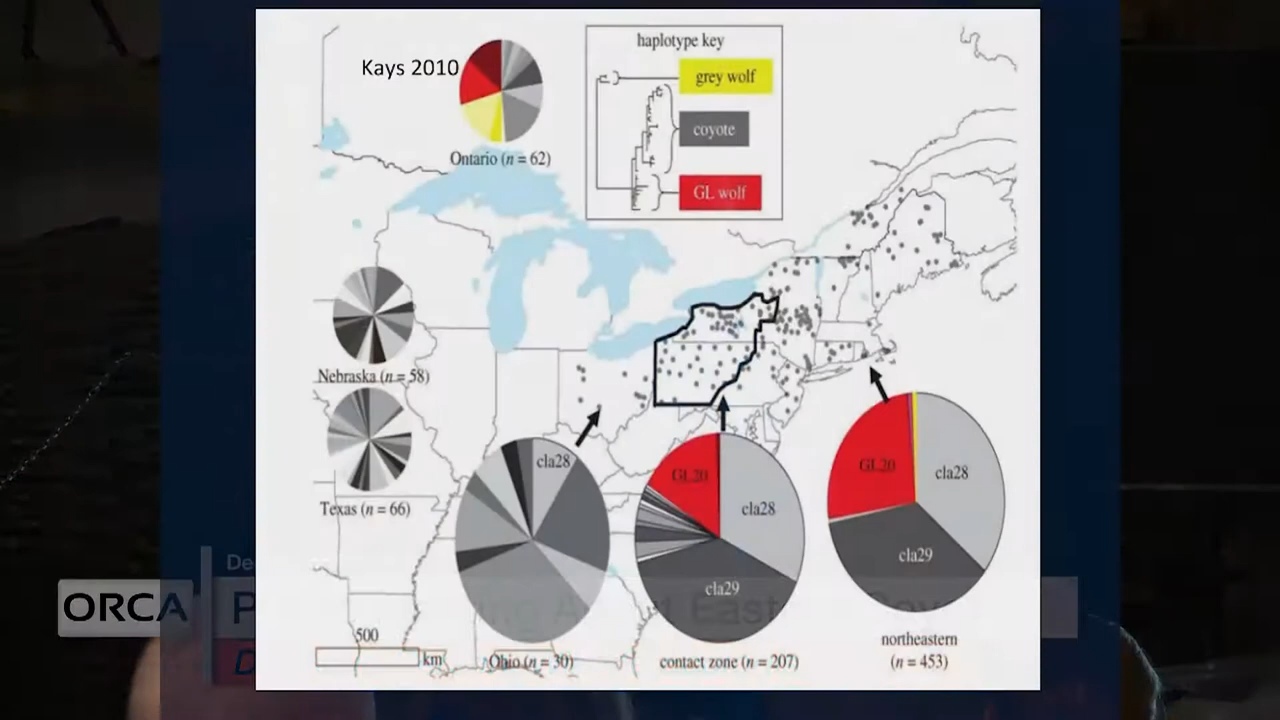 Kays 2010
haplotype key
grey wolf
coyote
GL wolf
Ontario (n = 62)
Nebraska (n = 58)
Texas (n = 66)
cla28
GL20
cla28
cla29
GL20
cla28
cla29
Ohio (n = 30)
contact zone (n = 207)
northeastern
(n = 453)
500
km
De
ORCA
P
D